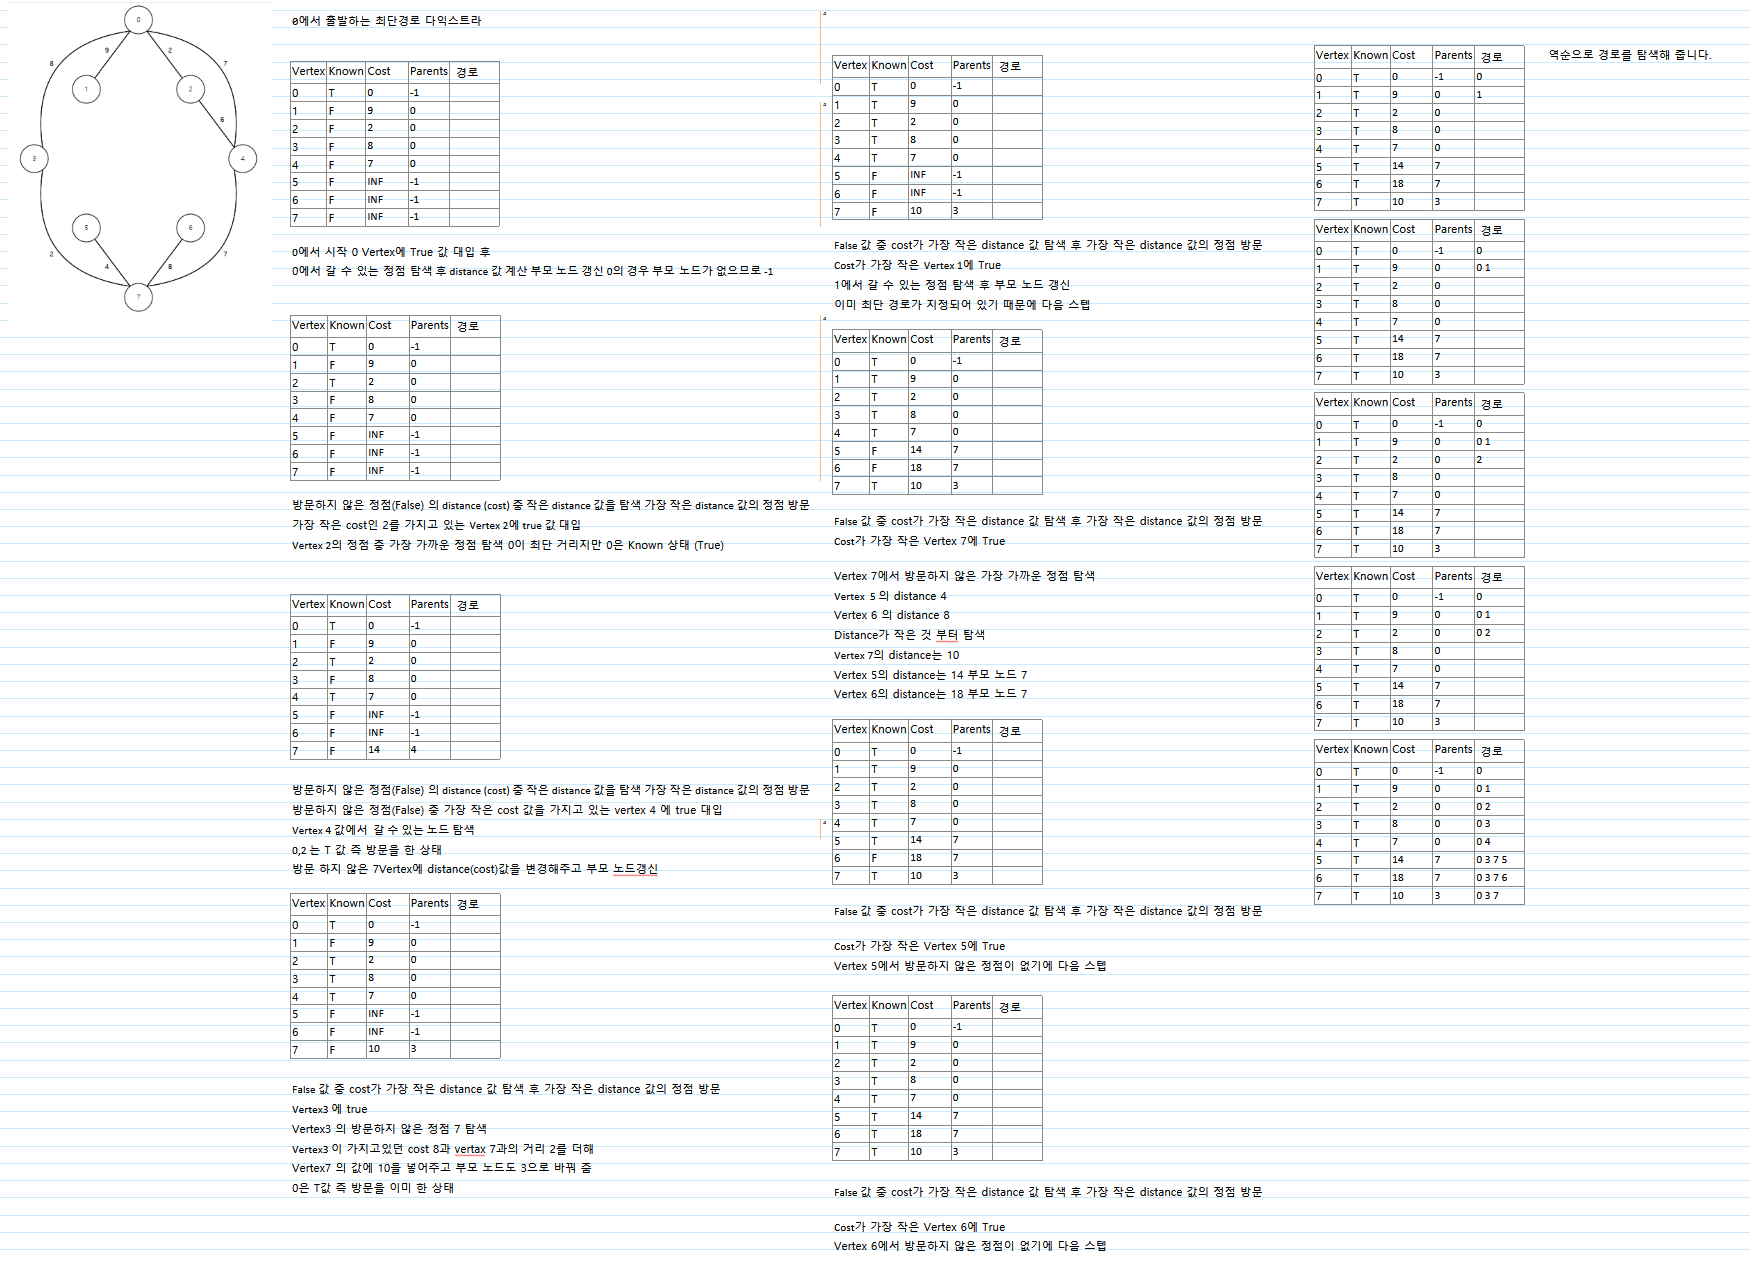 0
9
2
8
7
1
2
6
3
4
5
6
2
4
8
7
7
0에서 출발하는 최단경로 다익스트라
Vertex Known Cost Parents 경로
0 T 0 -1
1 F 9 0
2 F 2 0
3 F 8 0
4 F 7 0
5 F INF -1
6 F INF -1
7 F INF -1
0에서 시작 0 Vertex에 True 값 대입 후
0에서 갈 수 있는 정점 탐색 후 distance 값 계산 부모 노드 갱신 0의 경우 부모 노드가 없으므로 -1
Vertex Known Cost Parents 경로
0 T 0 -1
1 F 9 0
2 T 2 0
3 F 8 0
4 F 7 0
5 F INF -1
6 F INF -1
7 F INF -1
방문하지 않은 정점(False) 의 distance (cost) 중 작은 distance 값을 탐색 가장 작은 distance 값의 정점 방문
가장 작은 cost인 2를 가지고 있는 Vertex 2에 true 값 대입
Vertex 2의 정점 중 가장 가까운 정점 탐색 0이 최단 거리지만 0은 Known 상태 (True)
Vertex Known Cost Parents 경로
0 T 0 -1
1 F 9 0
2 T 2 0
3 F 8 0
4 T 7 0
5 F INF -1
6 F INF -1
7 F 14 4
방문하지 않은 정점(False) 의 distance (cost) 중 작은 distance 값을 탐색 가장 작은 distance 값의 정점 방문
방문하지 않은 정점(False) 중 가장 작은 cost 값을 가지고 있는 vertex 4 에 true 대입
Vertex 4 값에서 갈 수 있는 노드 탐색
0,2 는 T 값 즉 방문을 한 상태
방문 하지 않은 7Vertex에 distance(cost)값을 변경해주고 부모 노드갱신
Vertex Known Cost Parents 경로
0 T 0 -1
1 F 9 0
2 T 2 0
3 T 8 0
4 T 7 0
5 F INF -1
6 F INF -1
7 F 10 3
False 값 중 cost가 가장 작은 distance 값 탐색 후 가장 작은 distance 값의 정점 방문
Vertex3 에 true
Vertex3 의 방문하지 않은 정점 7 탐색
Vertex3 이 가지고있던 cost 8과 vertax 7과의 거리 2를 더해
Vertex7 의 값에 10을 넣어주고 부모 노드도 3으로 바꿔 줌
0은 T값 즉 방문을 이미 한 상태
Vertex Known Cost Parents 경로
0 T 0 -1
1 T 9 0
2 T 2 0
3 T 8 0
4 T 7 0
5 F INF -1
6 F INF -1
7 F 10 3
False 값 중 cost가 가장 작은 distance 값 탐색 후 가장 작은 distance 값의 정점 방문
Cost가 가장 작은 Vertex 1에 True
1에서 갈 수 있는 정점 탐색 후 부모 노드 갱신
이미 최단 경로가 지정되어 있기 때문에 다음 스텝
Vertex Known Cost Parents 경로
0 T 0 -1
1 T 9 0
2 T 2 0
3 T 8 0
4 T 7 0
5 F 14 7
6 F 18 7
7 T 10 3
False 값 중 cost가 가장 작은 distance 값 탐색 후 가장 작은 distance 값의 정점 방문
Cost가 가장 작은 Vertex 7에 True
Vertex 7에서 방문하지 않은 가장 가까운 정점 탐색
Vertex 5 의 distance 4
Vertex 6 의 distance 8
Distance가 작은 것 부터 탐색
Vertex 7의 distance는 10
Vertex 5의 distance는 14 부모 노드 7
Vertex 6의 distance는 18 부모 노드 7
Vertex Known Cost Parents 경로
0 T 0 -1
1 T 9 0
2 T 2 0
3 T 8 0
4 T 7 0
5 T 14 7
6 F 18 7
7 T 10 3
False 값 중 cost가 가장 작은 distance 값 탐색 후 가장 작은 distance 값의 정점 방문
Cost가 가장 작은 Vertex 5에 True
Vertex 5에서 방문하지 않은 정점이 없기에 다음 스텝
Vertex Known Cost Parents 경로
0 T 0 -1
1 T 9 0
2 T 2 0
3 T 8 0
4 T 7 0
5 T 14 7
6 T 18 7
7 T 10 3
False 값 중 cost가 가장 작은 distance 값 탐색 후 가장 작은 distance 값의 정점 방문
Cost가 가장 작은 Vertex 6에 True
Vertex 6에서 방문하지 않은 정점이 없기에 다음 스텝
역순으로 경로를 탐색해 줍니다.
Vertex Known Cost Parents 경로
0 T 0 -1 0
1 T 9 0 1
2 T 2 0
3 T 8 0
4 T 7 0
5 T 14 7
6 T 18 7
7 T 10 3
Vertex Known Cost Parents 경로
0 T 0 -1 0
1 T 9 0 0 1
2 T 2 0
3 T 8 0
4 T 7 0
5 T 14 7
6 T 18 7
7 T 10 3
Vertex Known Cost Parents 경로
0 T 0 -1 0
1 T 9 0 0 1
2 T 2 0 2
3 T 8 0
4 T 7 0
5 T 14 7
6 T 18 7
7 T 10 3
Vertex Known Cost Parents 경로
0 T 0 -1 0
1 T 9 0 0 1
2 T 2 0 0 2
3 T 8 0
4 T 7 0
5 T 14 7
6 T 18 7
7 T 10 3
Vertex Known Cost Parents 경로
0 T 0 -1 0
1 T 9 0 0 1
2 T 2 0 0 2
3 T 8 0 0 3
4 T 7 0 0 4
5 T 14 7 0 3 7 5
6 T 18 7 0 3 7 6
7 T 10 3 0 3 7